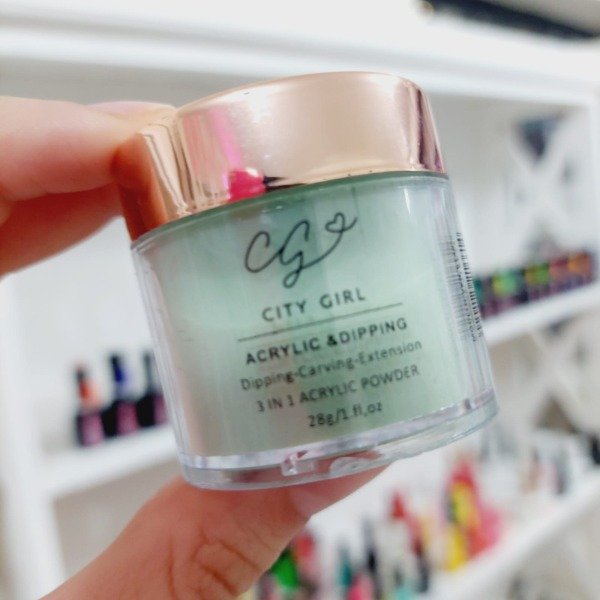 CG
CITY GIRL
ACRYLIC &DIPPING
Dipping-Carving-Extension
3 IN 1 ACRYLIC POWDER
28g/1.fl,oz